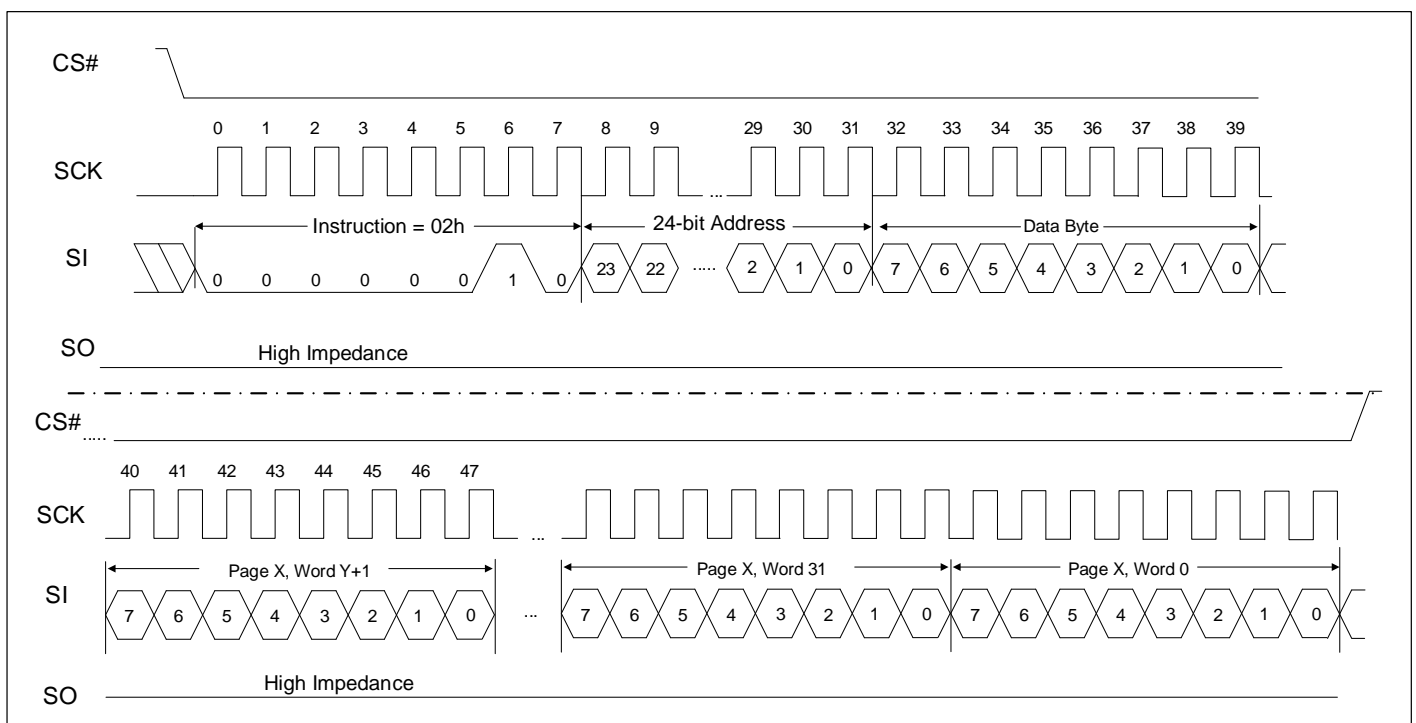 CS#
0 1 2 3 4 5 6 7 8 9 29 30 31 32 33 34 35 36 37 38 39
SCK
...
Instruction = 02h 24-bit Address Data Byte
SI
0 0 0 0 0 0 1 0 23 22 ..... 2 1 0 7 6 5 4 3 2 1 0
SO
High Impedance
CS# .....
40 41 42 43 44 45 46 47
SCK
...
Page X, Word Y+1 Page X, Word 31 Page X, Word 0
SI
7 6 5 4 3 2 1 0 ... 7 6 5 4 3 2 1 0 7 6 5 4 3 2 1 0
High Impedance
SO